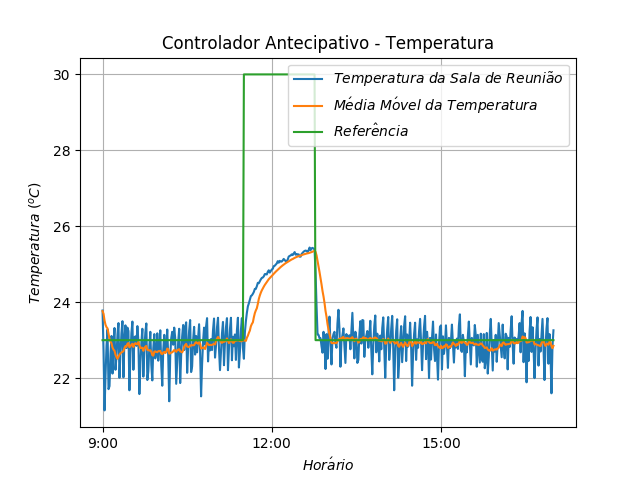 Controlador Antecipativo - Temperatura
30
28
26
24
22
Temperatura (ºC)
Temperatura da Sala de Reunião
Média Móvel da Temperatura
Referência
9:00
12:00
15:00
Horário